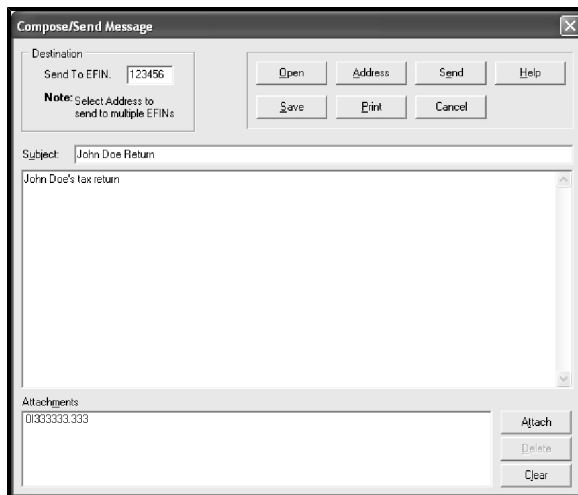 Compose/Send Message
Destination
Send To EFIN. 123456
Note: Select Address to
send to multiple EFINs
Open Address Send Help
Save Print Cancel
Subject: John Doe Return
John Doe's tax return
Attachments
0I333333.333
Attach
Delete
Clear